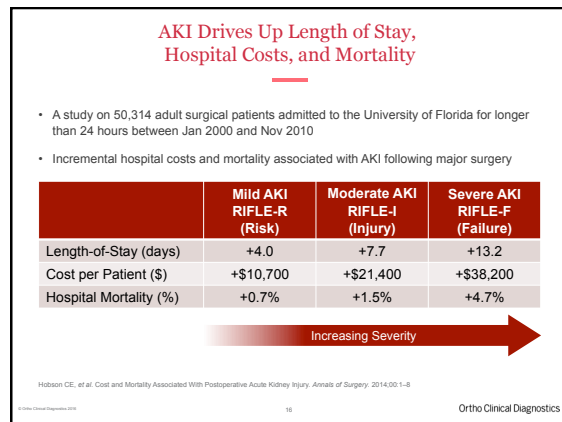 AKI Drives Up Length of Stay,
Hospital Costs, and Mortality
• A study on 50,314 adult surgical patients admitted to the University of Florida for longer
than 24 hours between Jan 2000 and Nov 2010
• Incremental hospital costs and mortality associated with AKI following major surgery
Mild AKI RIFLE-R (Risk) Moderate AKI RIFLE-I (Injury) Severe AKI RIFLE-F (Failure)
Length-of-Stay (days) +4.0 +7.7 +13.2
Cost per Patient ($) +$10,700 +$21,400 +$38,200
Hospital Mortality (%) +0.7% +1.5% +4.7%
Increasing Severity
Hobson CE, et al. Cost and Mortality Associated With Postoperative Acute Kidney Injury. Annals of Surgery. 2014;00:1–8
© Ortho Clinical Diagnostics 16 Ortho Clinical Diagnostics